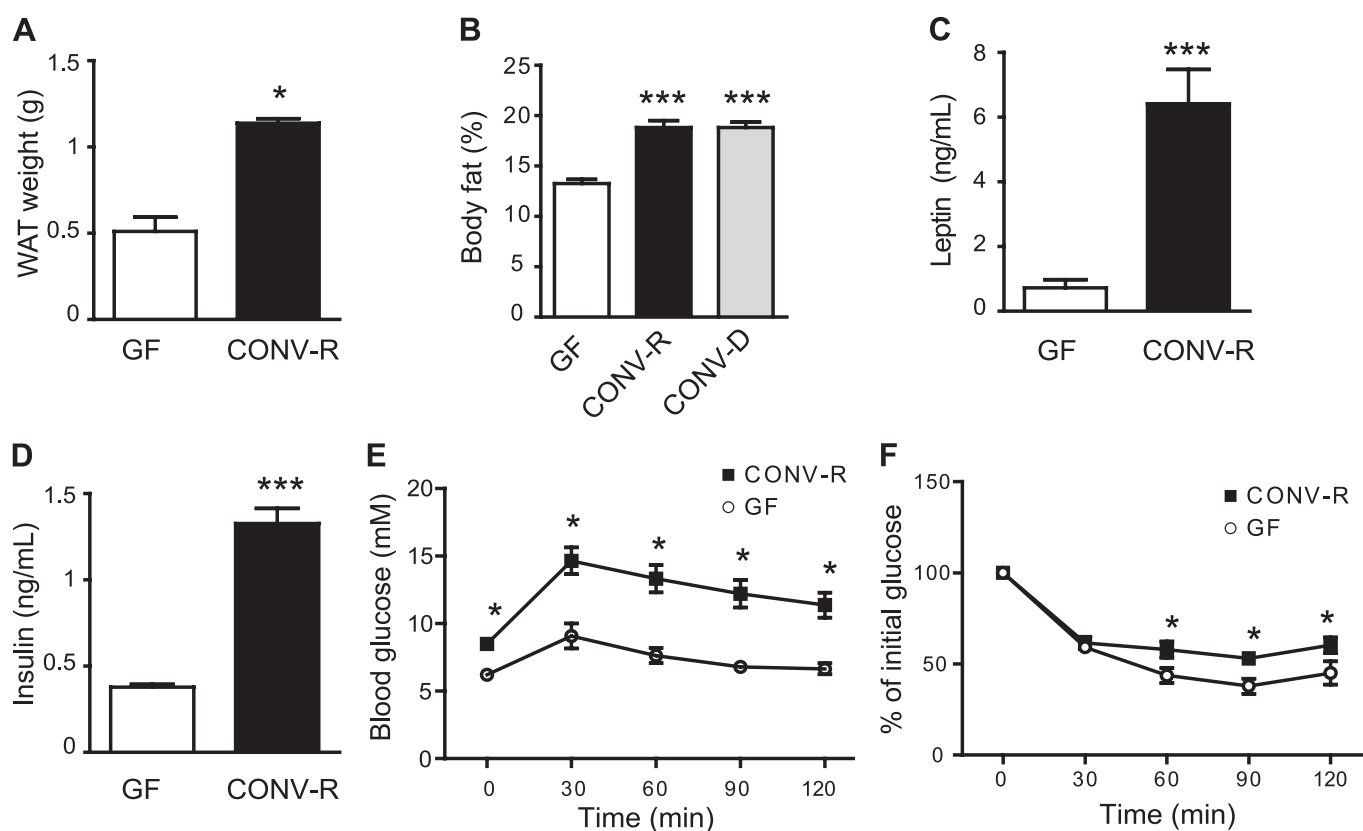 A
WAT weight (g)
1.5
1
0.5
0
*
GF
CONV-R
B
Body fat (%)
25
20
15
10
5
0
***
***
GF
CONV-R
CONV-D
C
Leptin (ng/mL)
8
6
4
2
0
***
GF
CONV-R
D
Insulin (ng/mL)
1.5
1
0.5
0
***
GF
CONV-R
E
CONV-R
GF
Blood glucose (mM)
20
15
10
5
0
* * * * *
0 30 60 90 120
Time (min)
F
CONV-R
GF
% of initial glucose
150
100
50
0
* * *
0 30 60 90 120
Time (min)